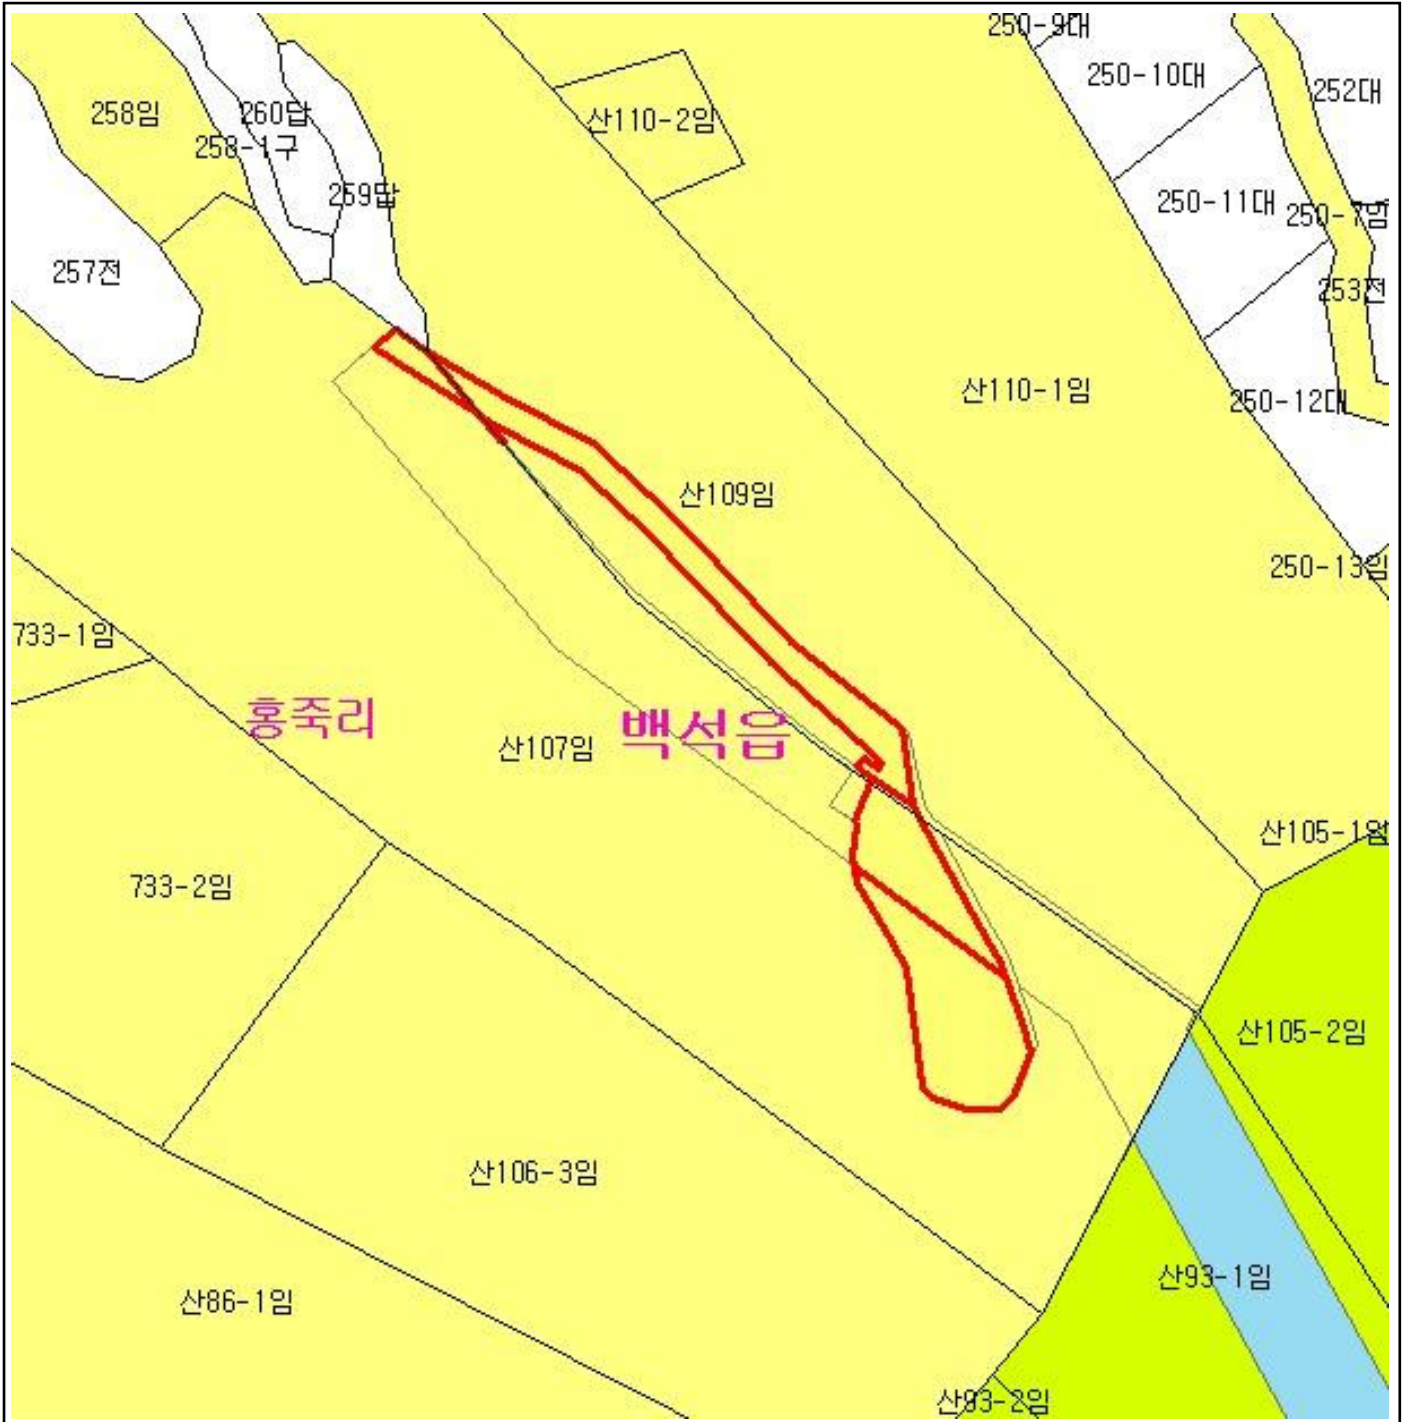 250-9대
250-10대
252대
258임
260답
산110-2임
258-1구
259답
250-11대
250-7임
257전
253전
산110-1임
250-12대
산109임
250-13임
733-1임
홍죽리
백석읍
산107임
산105-1임
733-2임
산105-2임
산106-3임
산93-1임
산86-1임
산93-2임